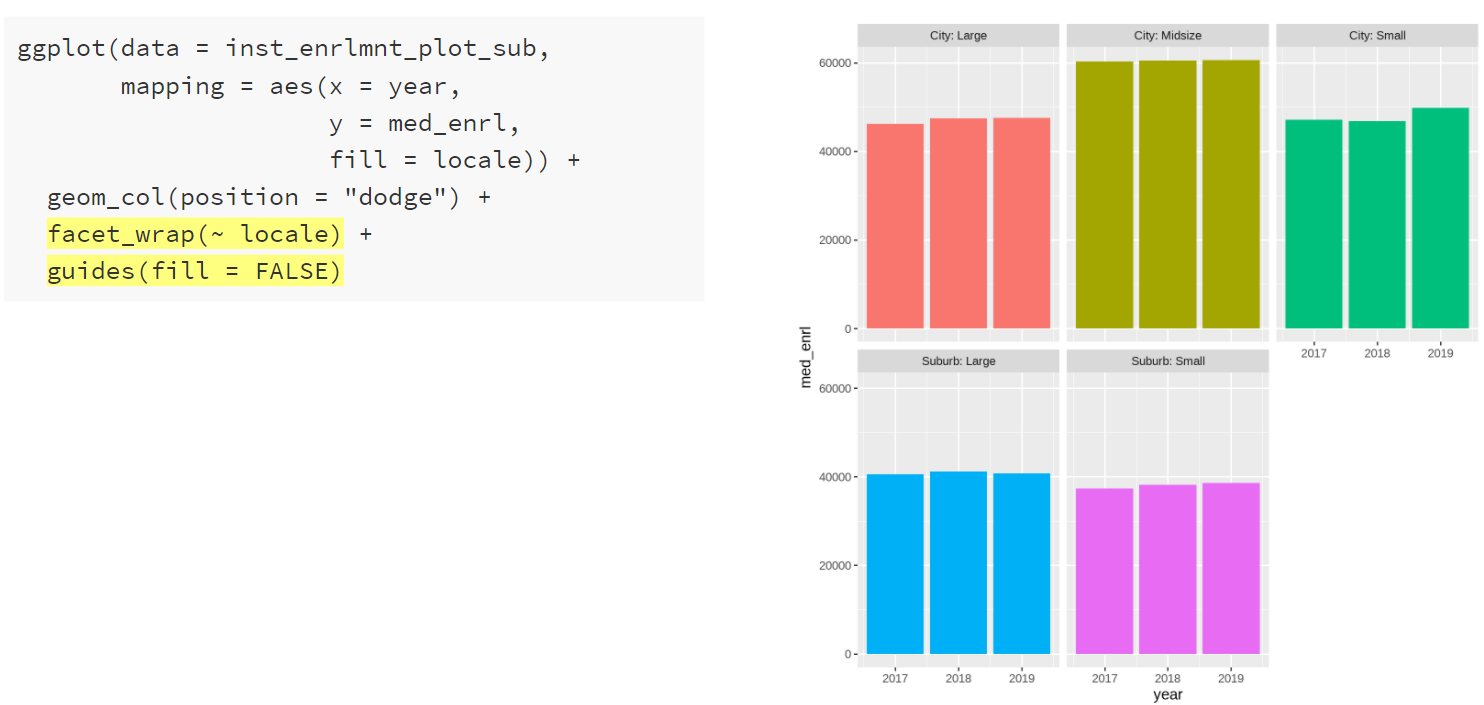 ggplot(data = inst_enrlmnt_plot_sub,
mapping = aes(x = year,
y = med_enrl,
fill = locale)) +
geom_col(position = "dodge") +
facet_wrap(~ locale) +
guides(fill = FALSE)
City: Large
City: Midsize
City: Small
60000
40000
20000
0
2017 2018 2019
med_enrl
Suburb: Large
Suburb: Small
60000
40000
20000
0
2017 2018 2019
2017 2018 2019
year